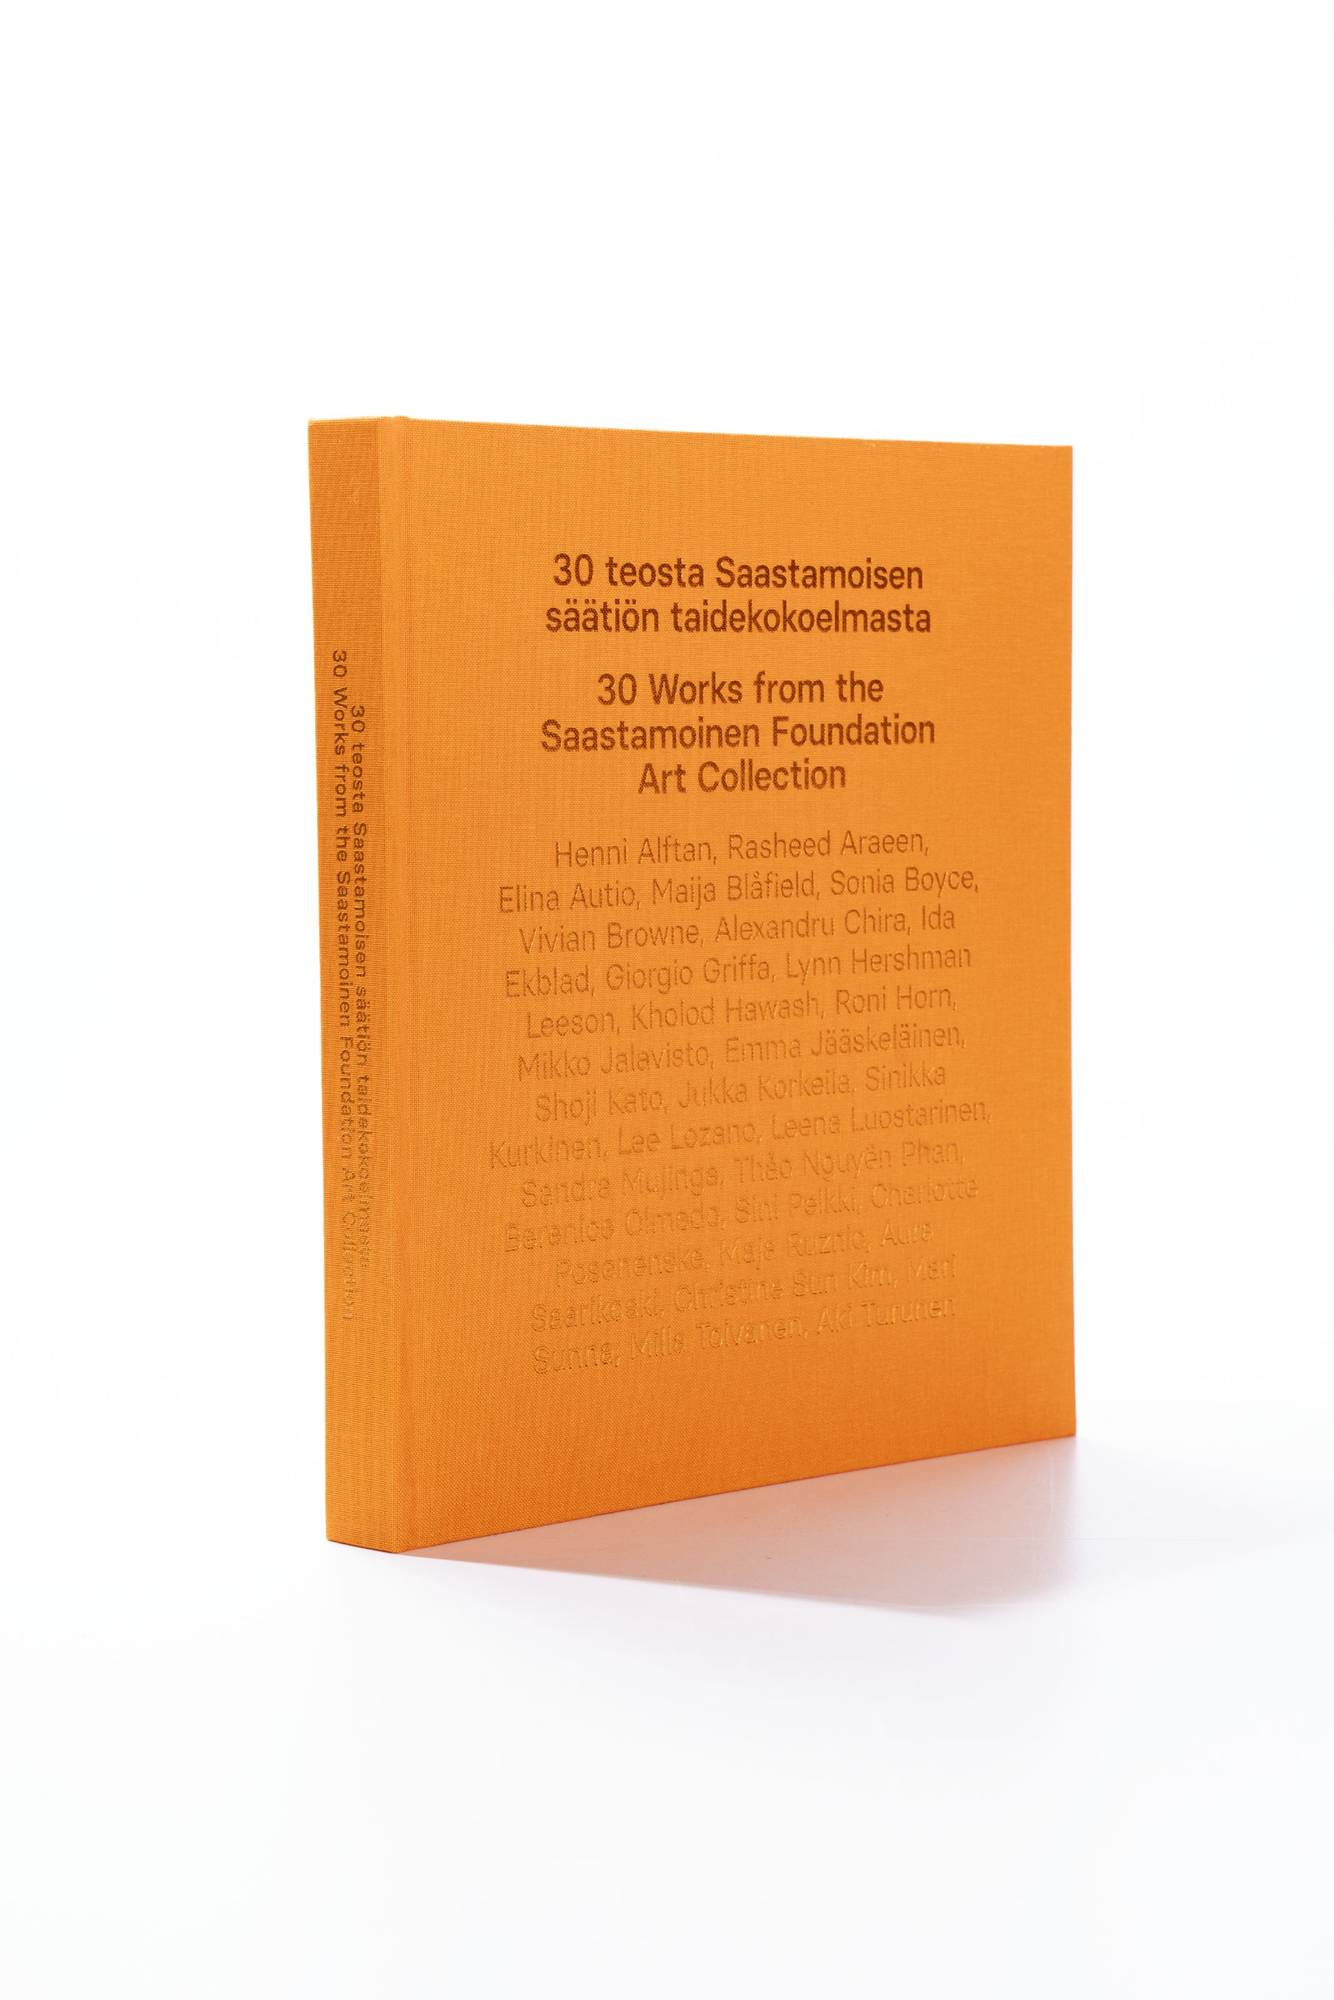 30 teosta Saastamoisen
säätiön taidekokoelmasta
30 Works from the
Saastamoinen Foundation
Art Collection
Henni Alftan, Rasheed Araeen,
Elina Autio, Maija Blåfield, Sonia Boyce,
Vivian Browne, Alexandru Chira, Ida
Ekblad, Giorgio Griffa, Lynn Hershman
Leeson, Kholod Hawash, Roni Horn,
Mikko Jalavisto, Emma Jääskeläinen,
Shoji Kato, Jukka Korkeila, Sinikka
Kurkinen, Lee Lozano, Leena Luostarinen,
Sandra Mujinga, Thảo Nguyên Phan,
Berenice Olmedo, Sini Pelkki, Charlotte
Posenenske, Maja Ruznic, Aura
Saarikoski, Christine Sun Kim, Mari
Sunna, Milla Toivanen, Aki Turunen
30 teosta Saastamoisen säätiön taidekokoelmasta
30 Works from the Saastamoinen Foundation Art Collection